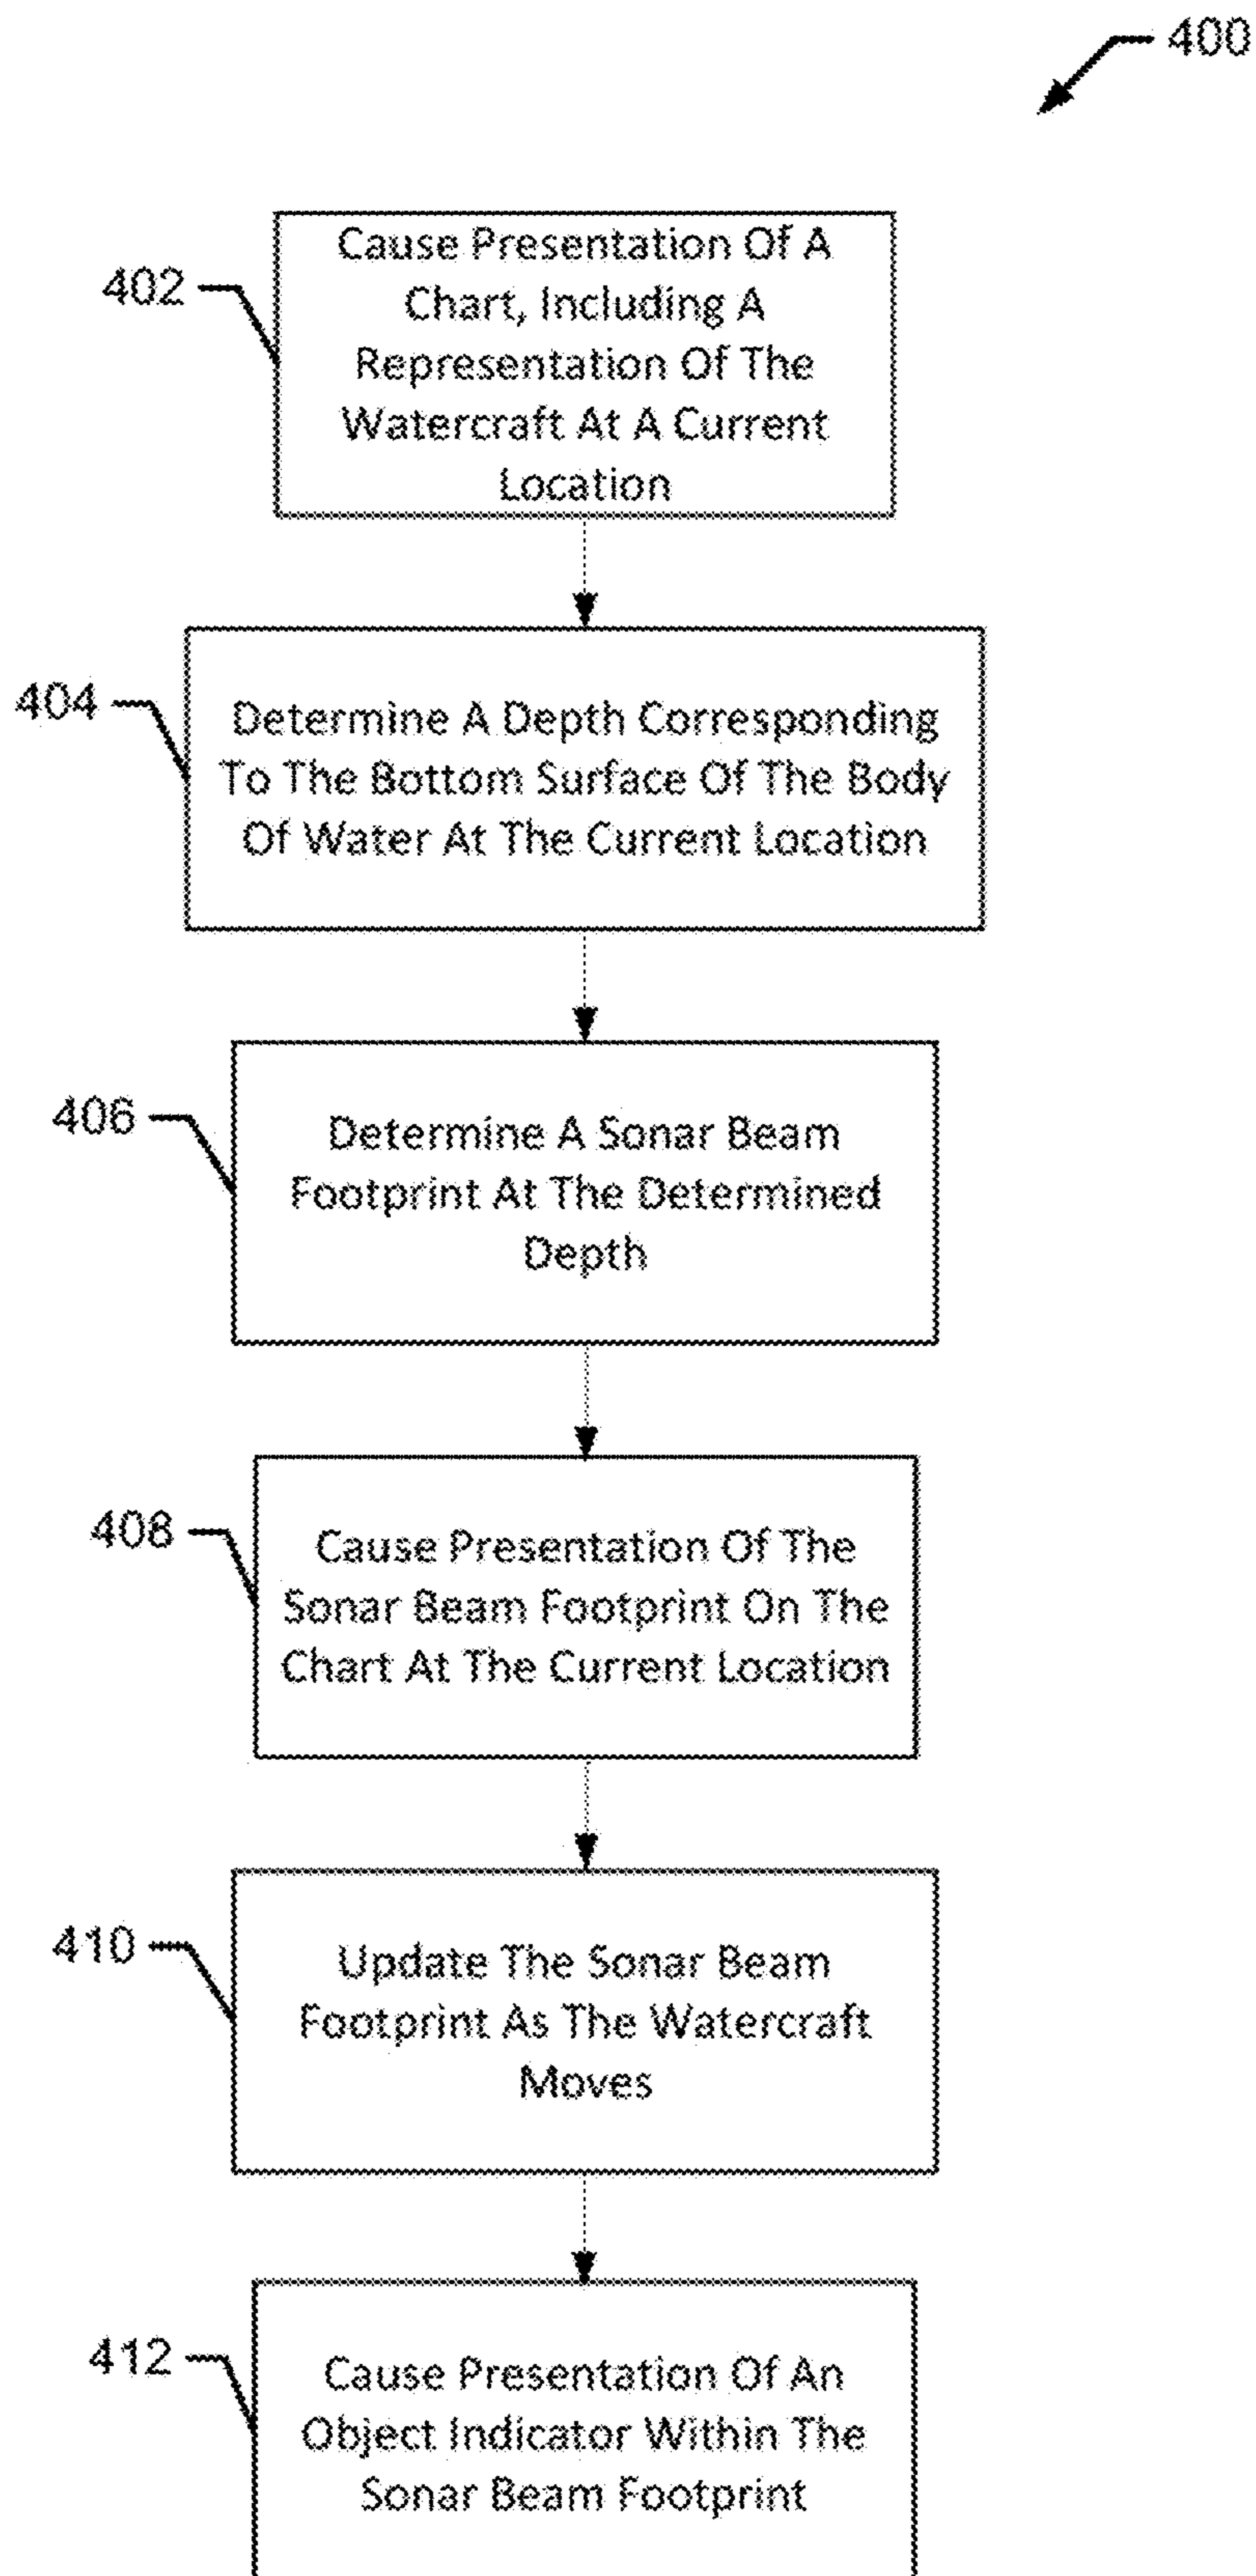 400
402
Cause Presentation Of A
Chart, Including A
Representation Of The
Watercraft At A Current
Location
404
Determine A Depth Corresponding
To The Bottom Surface Of The Body
Of Water At The Current Location
406
Determine A Sonar Beam
Footprint At The Determined
Depth
408
Cause Presentation Of The
Sonar Beam Footprint On The
Chart At The Current Location
410
Update The Sonar Beam
Footprint As The Watercraft
Moves
412
Cause Presentation Of An
Object Indicator Within The
Sonar Beam Footprint